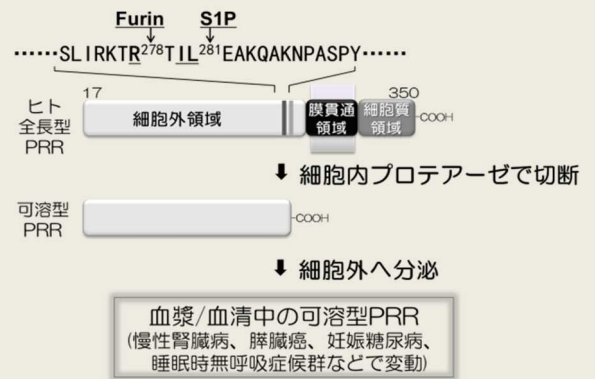 Furin S1P
……SLIRKTR278TIL281EAKQAKNPASPY……
17 350
ヒト
全長型
PRR
細胞外領域
膜貫通
領域
細胞質
領域
-COOH
⬇ 細胞内プロテアーゼで切断
可溶型
PRR
-COOH
⬇ 細胞外へ分泌
血漿/血清中の可溶型PRR
(慢性腎臓病、膵臓癌、妊娠糖尿病、
睡眠時無呼吸症候群などで変動)